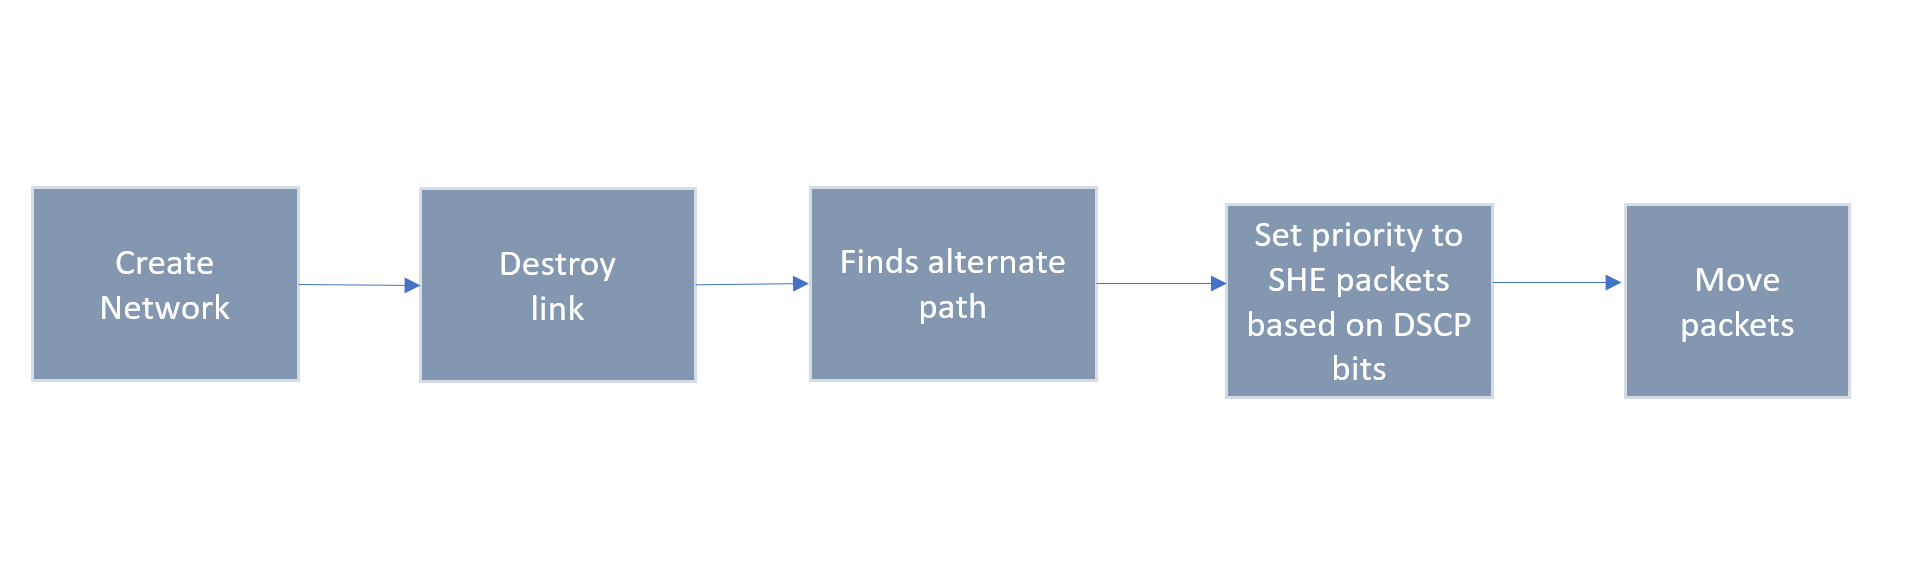 Create
Network
Destroy
link
Finds alternate
path
Set priority to
SHE packets
based on DSCP
bits
Move
packets